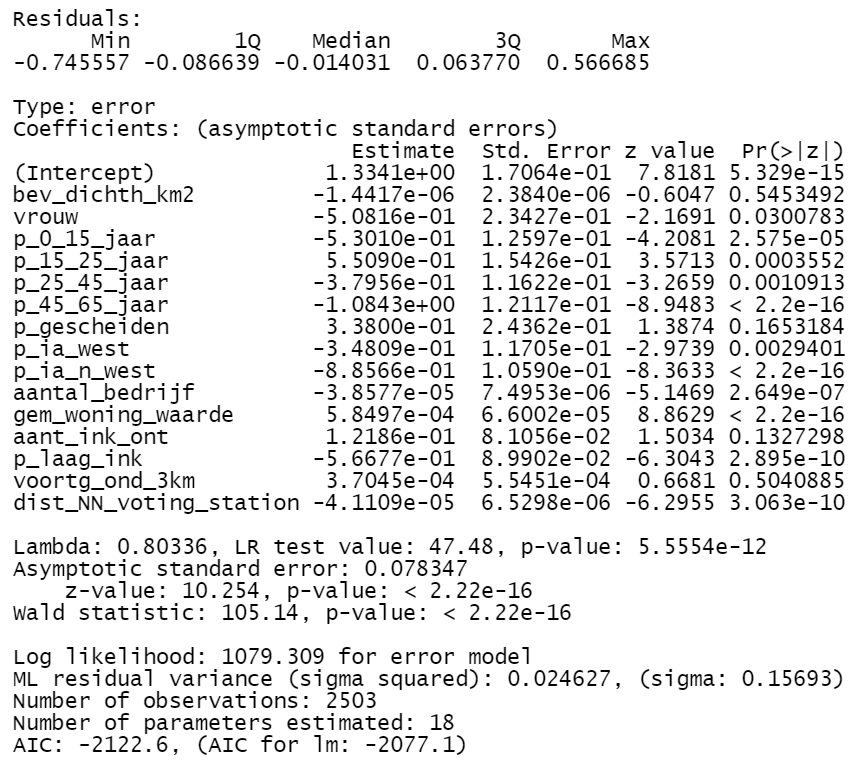 Residuals:
      Min        1Q    Median        3Q       Max
-0.745557 -0.086639 -0.014031  0.063770  0.566685
Type: error
Coefficients: (asymptotic standard errors)
                          Estimate  Std. Error z value  Pr(>|z|)
(Intercept)             1.3341e+00  1.7064e-01  7.8181 5.329e-15
bev_dichth_km2         -1.4417e-06  2.3840e-06 -0.6047 0.5453492
vrouw                  -5.0816e-01  2.3427e-01 -2.1691 0.0300783
p_0_15_jaar            -5.3010e-01  1.2597e-01 -4.2081 2.575e-05
p_15_25_jaar            5.5090e-01  1.5426e-01  3.5713 0.0003552
p_25_45_jaar           -3.7956e-01  1.1622e-01 -3.2659 0.0010913
p_45_65_jaar           -1.0843e+00  1.2117e-01 -8.9483 < 2.2e-16
p_gescheiden            3.3800e-01  2.4362e-01  1.3874 0.1653184
p_ia_west              -3.4809e-01  1.1705e-01 -2.9739 0.0029401
p_ia_n_west            -8.8566e-01  1.0590e-01 -8.3633 < 2.2e-16
aantal_bedrijf         -3.8577e-05  7.4953e-06 -5.1469 2.649e-07
gem_woning_waarde       5.8497e-04  6.6002e-05  8.8629 < 2.2e-16
aant_ink_ont            1.2186e-01  8.1056e-02  1.5034 0.1327298
p_laag_ink             -5.6677e-01  8.9902e-02 -6.3043 2.895e-10
voortg_ond_3km          3.7045e-04  5.5451e-04  0.6681 0.5040885
dist_NN_voting_station -4.1109e-05  6.5298e-06 -6.2955 3.063e-10
Lambda: 0.80336, LR test value: 47.48, p-value: 5.5554e-12
Asymptotic standard error: 0.078347
    z-value: 10.254, p-value: < 2.22e-16
Wald statistic: 105.14, p-value: < 2.22e-16
Log likelihood: 1079.309 for error model
ML residual variance (sigma squared): 0.024627, (sigma: 0.15693)
Number of observations: 2503
Number of parameters estimated: 18
AIC: -2122.6, (AIC for lm: -2077.1)